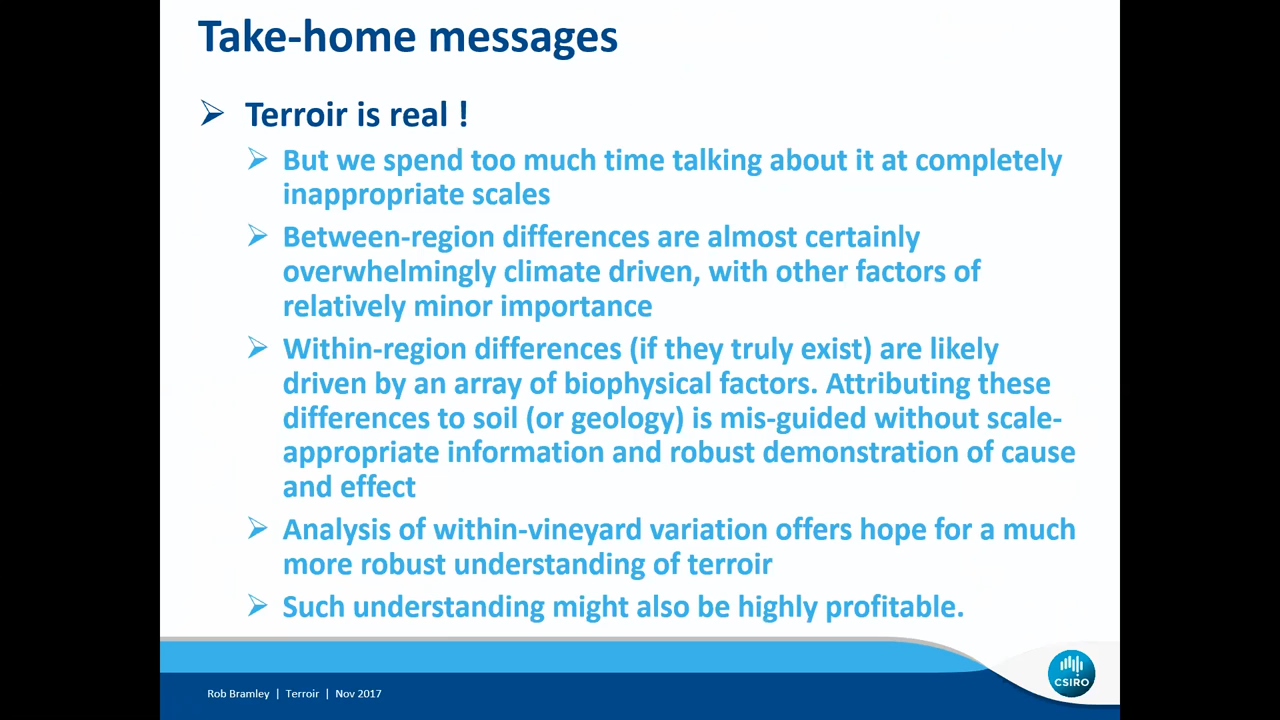 Take-home messages
Terroir is real !
But we spend too much time talking about it at completely
inappropriate scales
Between-region differences are almost certainly
overwhelmingly climate driven, with other factors of
relatively minor importance
Within-region differences (if they truly exist) are likely
driven by an array of biophysical factors. Attributing these
differences to soil (or geology) is mis-guided without scale-
appropriate information and robust demonstration of cause
and effect
Analysis of within-vineyard variation offers hope for a much
more robust understanding of terroir
Such understanding might also be highly profitable.
Rob Bramley | Terroir | Nov 2017
CSIRO